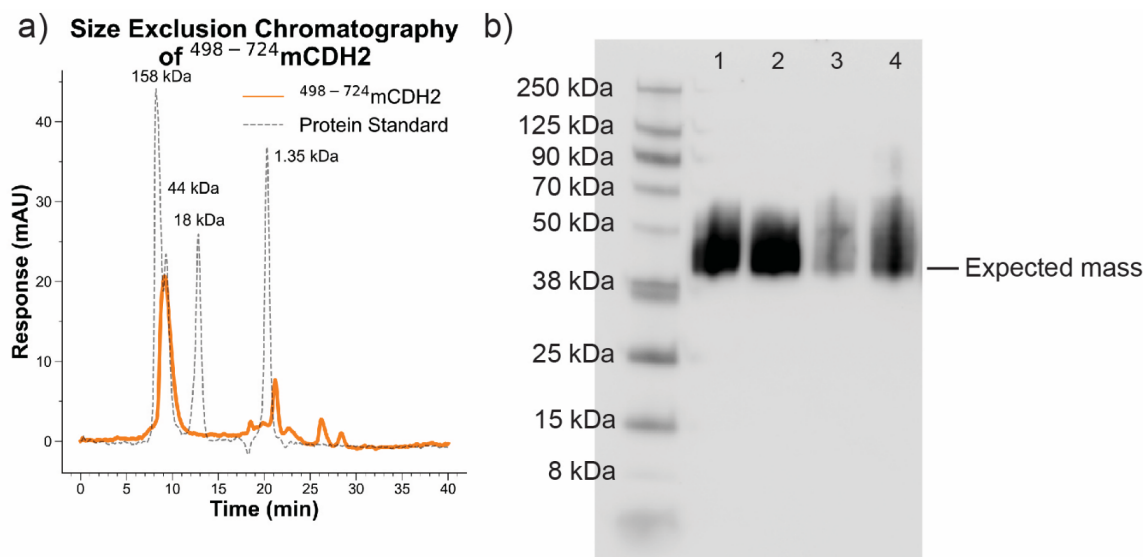 a)
Size Exclusion Chromatography
of ⁴⁹⁸ ⁻ ⁷²⁴mCDH2
158 kDa
44 kDa
18 kDa
1.35 kDa
⁴⁹⁸ ⁻ ⁷²⁴mCDH2
Protein Standard
Response (mAU)
40
30
20
10
0
0 5 10 15 20 25 30 35 40
Time (min)
b)
1 2 3 4
250 kDa
125 kDa
90 kDa
70 kDa
50 kDa
38 kDa
25 kDa
15 kDa
8 kDa
Expected mass